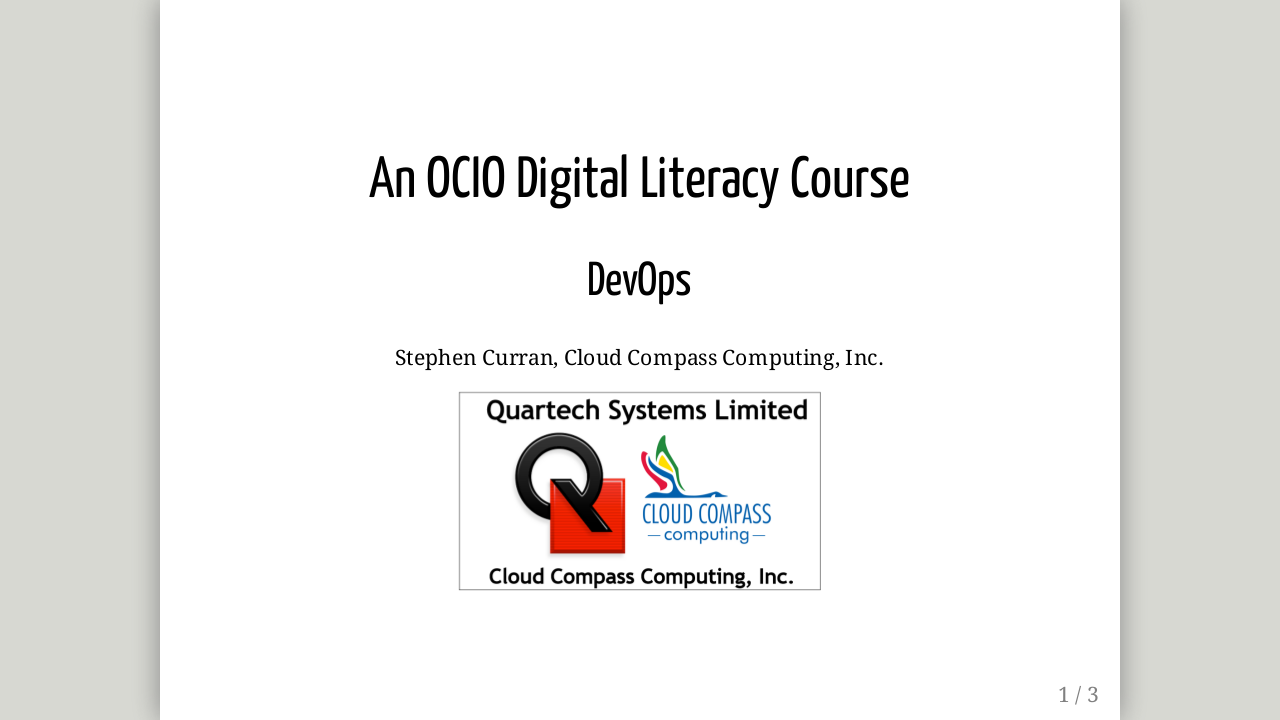 An OCIO Digital Literacy Course
DevOps
Stephen Curran, Cloud Compass Computing, Inc.
Quartech Systems Limited
CLOUD COMPASS
computing
Cloud Compass Computing, Inc.
1 / 3